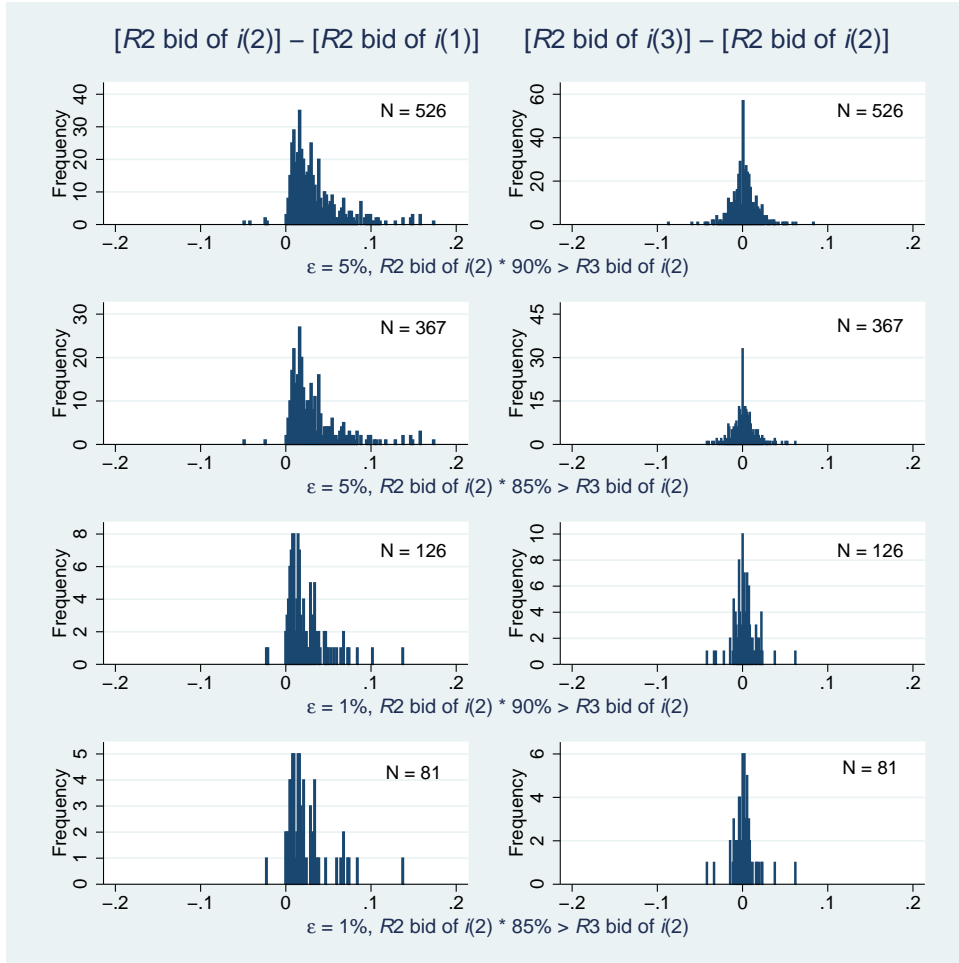 [R2 bid of i(2)] – [R2 bid of i(1)] [R2 bid of i(3)] – [R2 bid of i(2)]
Frequency
0 10 20 30 40
N = 526
-.2 -.1 0 .1 .2
Frequency
0 20 40 60
N = 526
-.2 -.1 0 .1 .2
ε = 5%, R2 bid of i(2) * 90% > R3 bid of i(2)
Frequency
0 10 20 30
N = 367
-.2 -.1 0 .1 .2
Frequency
0 15 30 45
N = 367
-.2 -.1 0 .1 .2
ε = 5%, R2 bid of i(2) * 85% > R3 bid of i(2)
Frequency
0 2 4 6 8
N = 126
-.2 -.1 0 .1 .2
Frequency
0 2 4 6 8 10
N = 126
-.2 -.1 0 .1 .2
ε = 1%, R2 bid of i(2) * 90% > R3 bid of i(2)
Frequency
0 1 2 3 4 5
N = 81
-.2 -.1 0 .1 .2
Frequency
0 2 4 6
N = 81
-.2 -.1 0 .1 .2
ε = 1%, R2 bid of i(2) * 85% > R3 bid of i(2)